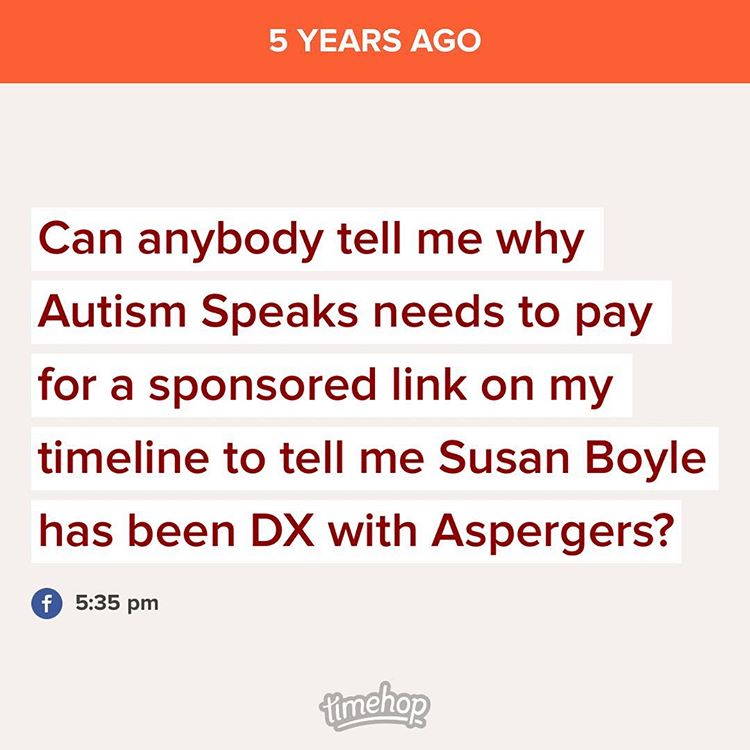 5 YEARS AGO
Can anybody tell me why
Autism Speaks needs to pay
for a sponsored link on my
timeline to tell me Susan Boyle
has been DX with Aspergers?
f 5:35 pm
timehop